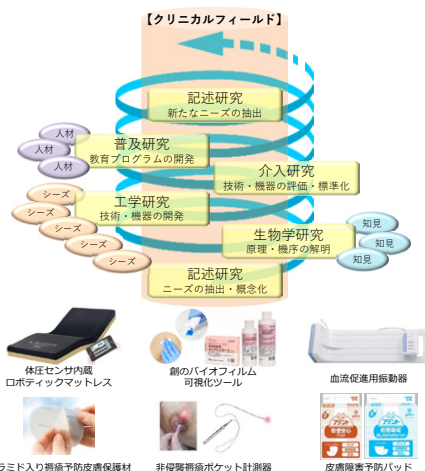 【クリニカルフィールド】
記述研究
新たなニーズの抽出
人材
人材
人材
普及研究
教育プログラムの開発
介入研究
技術・機器の評価・標準化
シーズ
シーズ
シーズ
シーズ
シーズ
工学研究
技術・機器の開発
知見
知見
知見
生物学研究
原理・機序の解明
記述研究
ニーズの抽出・概念化
体圧センサ内蔵
ロボティックマットレス
創のバイオフィルム
可視化ツール
血流促進用振動器
ラミド入り褥瘡予防皮膚保護材
非侵襲褥瘡ポケット計測器
皮膚障害予防パッド